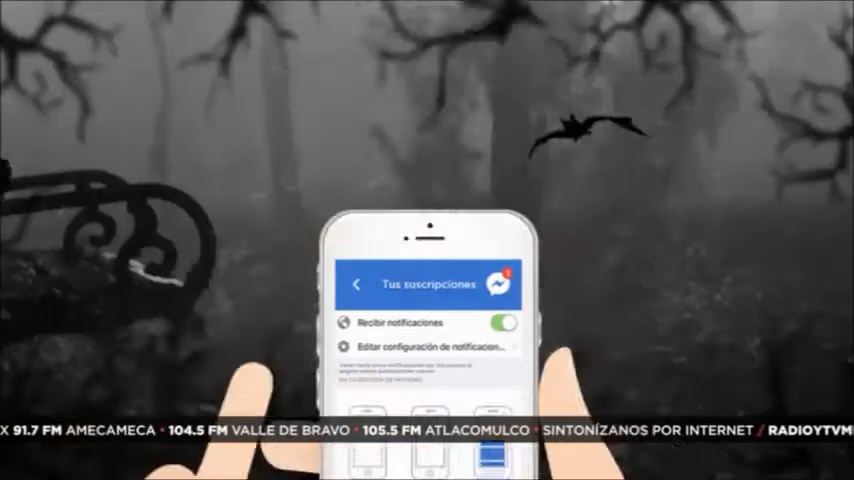 Tus suscripciones
1
Recibir notificaciones
Editar configuración de notificacion...
X 91.7 FM AMECAMECA • 104.5 FM VALLE DE BRAVO • 105.5 FM ATLACOMULCO • SINTONÍZANOS POR INTERNET / RADIOYTVM